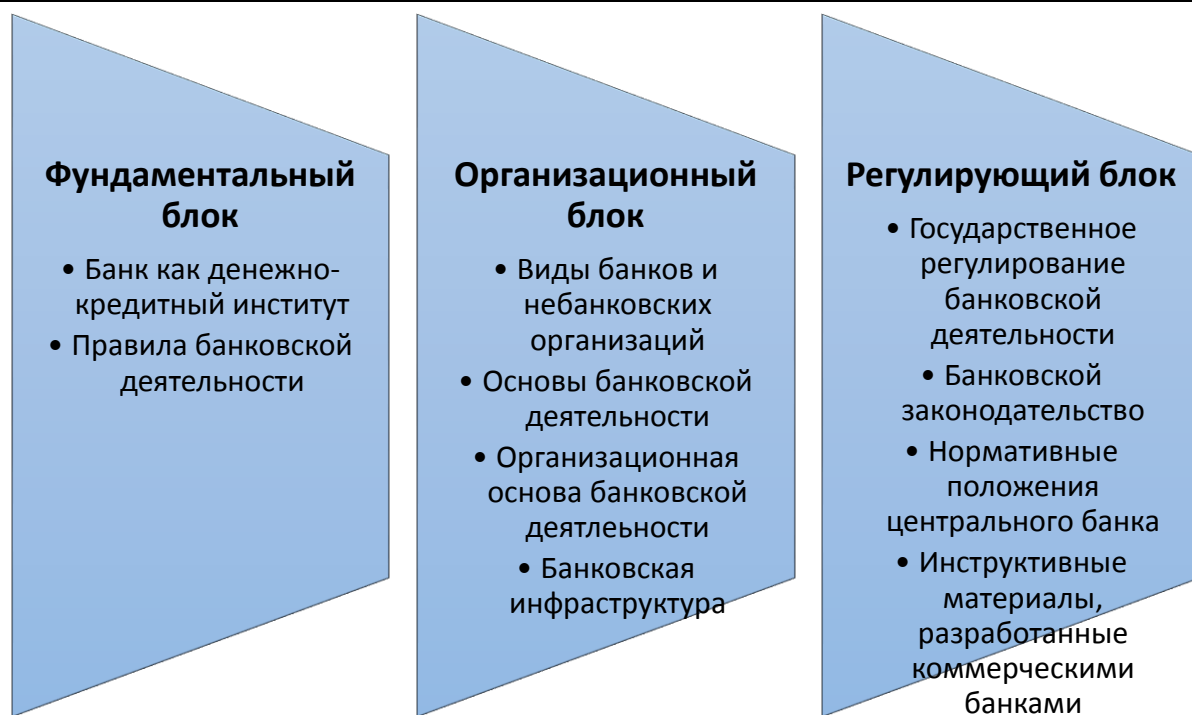 Фундаментальный
блок
• Банк как денежно-
кредитный институт
• Правила банковской
деятельности
Организационный
блок
• Виды банков и
небанковских
организаций
• Основы банковской
деятельности
• Организационная
основа банковской
деятлеьности
• Банковская
инфраструктура
Регулирующий блок
• Государственное
регулирование
банковской
деятельности
• Банковской
законодательство
• Нормативные
положения
центрального банка
• Инструктивные
материалы,
разработанные
коммерческими
банками